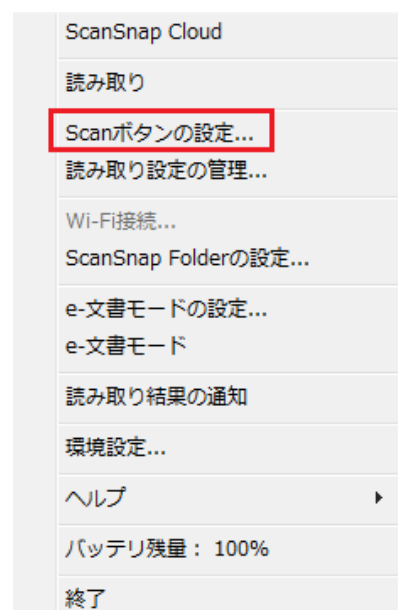 ScanSnap Cloud
読み取り
Scanボタンの設定...
読み取り設定の管理...
Wi-Fi接続...
ScanSnap Folderの設定...
e-文書モードの設定...
e-文書モード
読み取り結果の通知
環境設定...
ヘルプ
バッテリ残量： 100%
終了